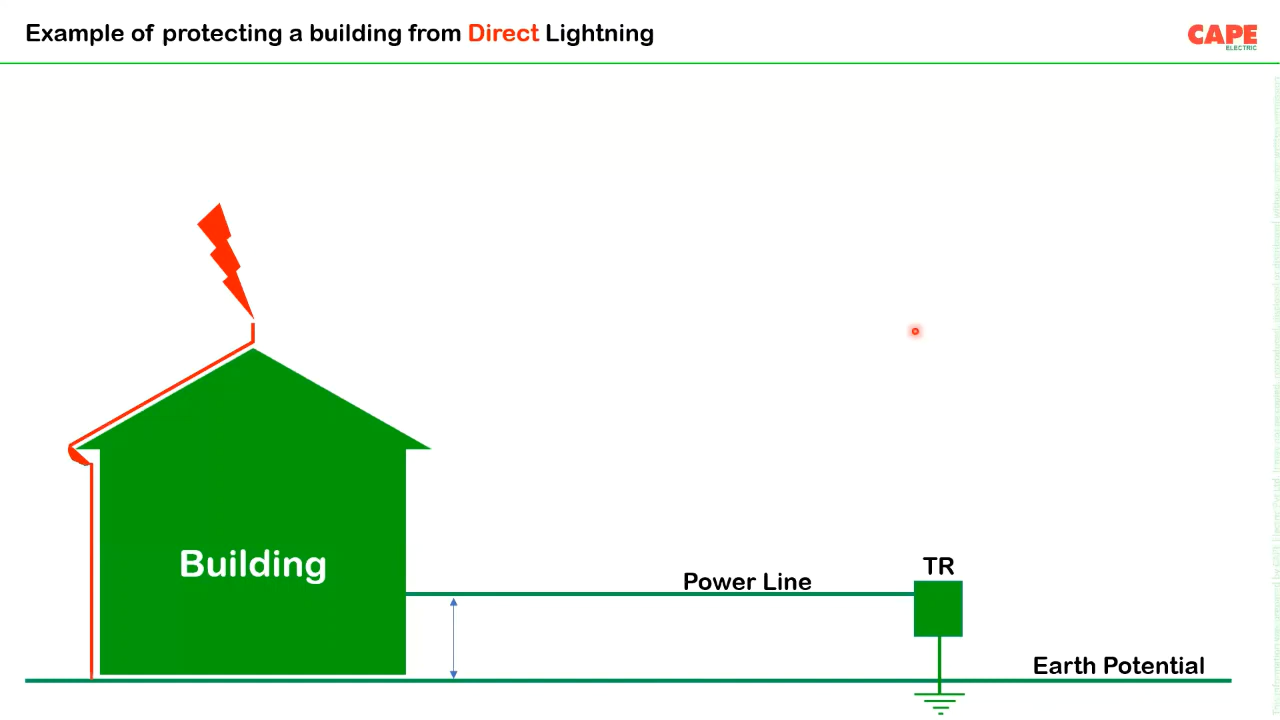 Example of protecting a building from Direct Lightning
CAPE
ELECTRIC
Building
Power Line
TR
Earth Potential